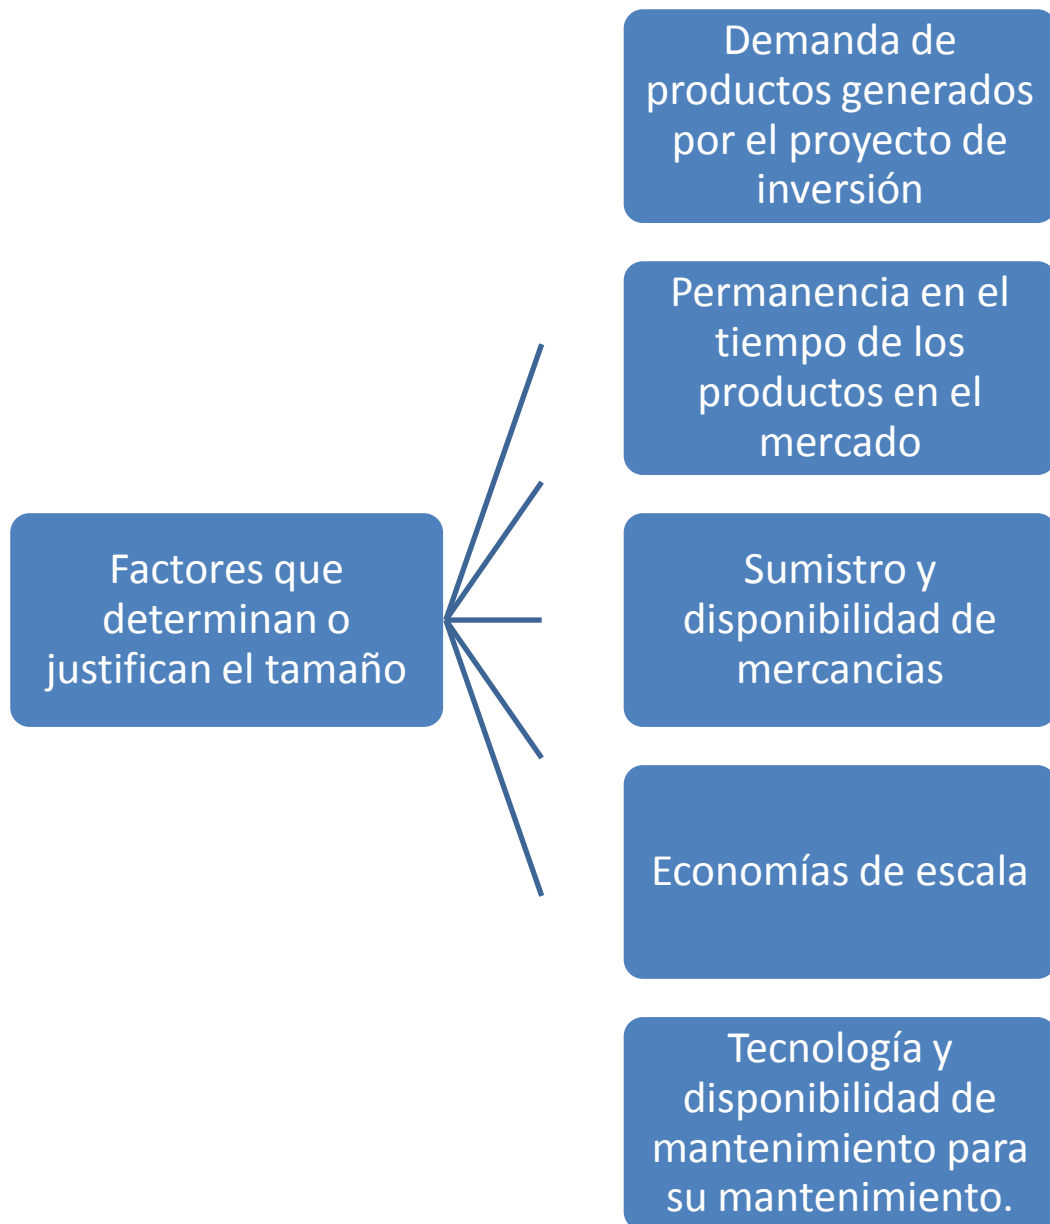 Demanda de
productos generados
por el proyecto de
inversión
Permanencia en el
tiempo de los
productos en el
mercado
Factores que
determinan o
justifican el tamaño
Sumistro y
disponibilidad de
mercancias
Economías de escala
Tecnología y
disponibilidad de
mantenimiento para
su mantenimiento.